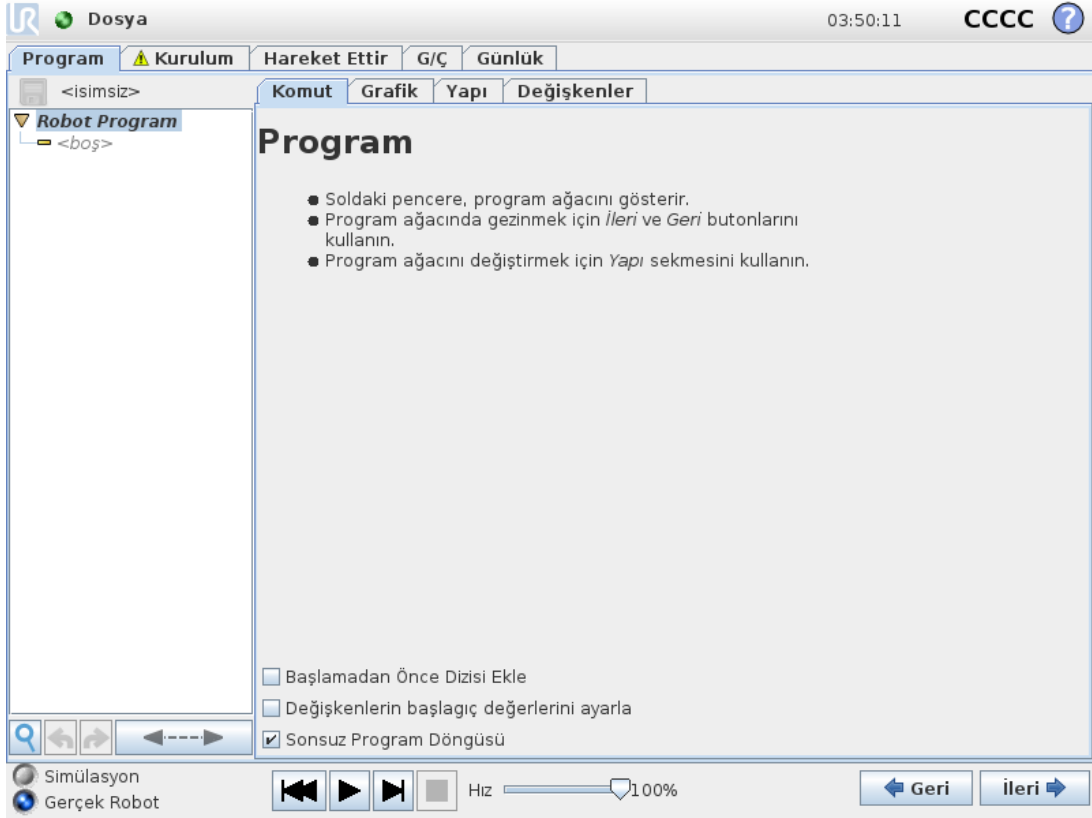 UR Dosya 03:50:11 CCCC ?
Program Kurulum Hareket Ettir G/Ç Günlük
<isimsiz> Komut Grafik Yapı Değişkenler
Robot Program
<boş>
Program
Soldaki pencere, program ağacını gösterir.
Program ağacında gezinmek için İleri ve Geri butonlarını
kullanın.
Program ağacını değiştirmek için Yapı sekmesini kullanın.
Başlamadan Önce Dizisi Ekle
Değişkenlerin başlagıç değerlerini ayarla
Sonsuz Program Döngüsü
Simülasyon
Gerçek Robot
Hız 100% Geri İleri